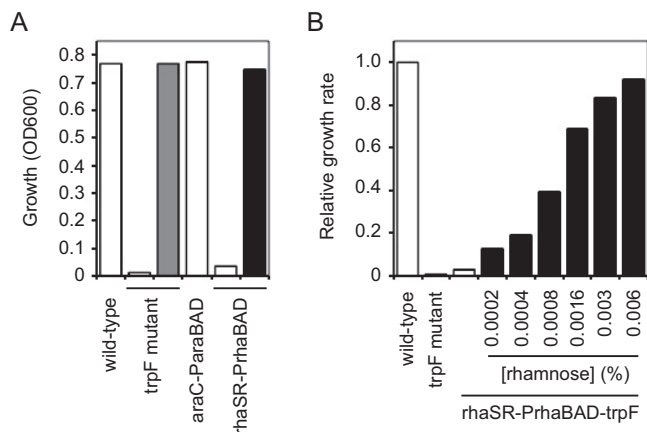 A
Growth (OD600)
0.8
0.7
0.6
0.5
0.4
0.3
0.2
0.1
0
wild-type
trpF mutant
araC-ParaBAD
rhaSR-PrhaBAD
B
Relative growth rate
1.0
0.8
0.6
0.4
0.2
0
wild-type
trpF mutant
0.0002
0.0004
0.0008
0.0016
0.003
0.006
[rhamnose] (%)
rhaSR-PrhaBAD-trpF